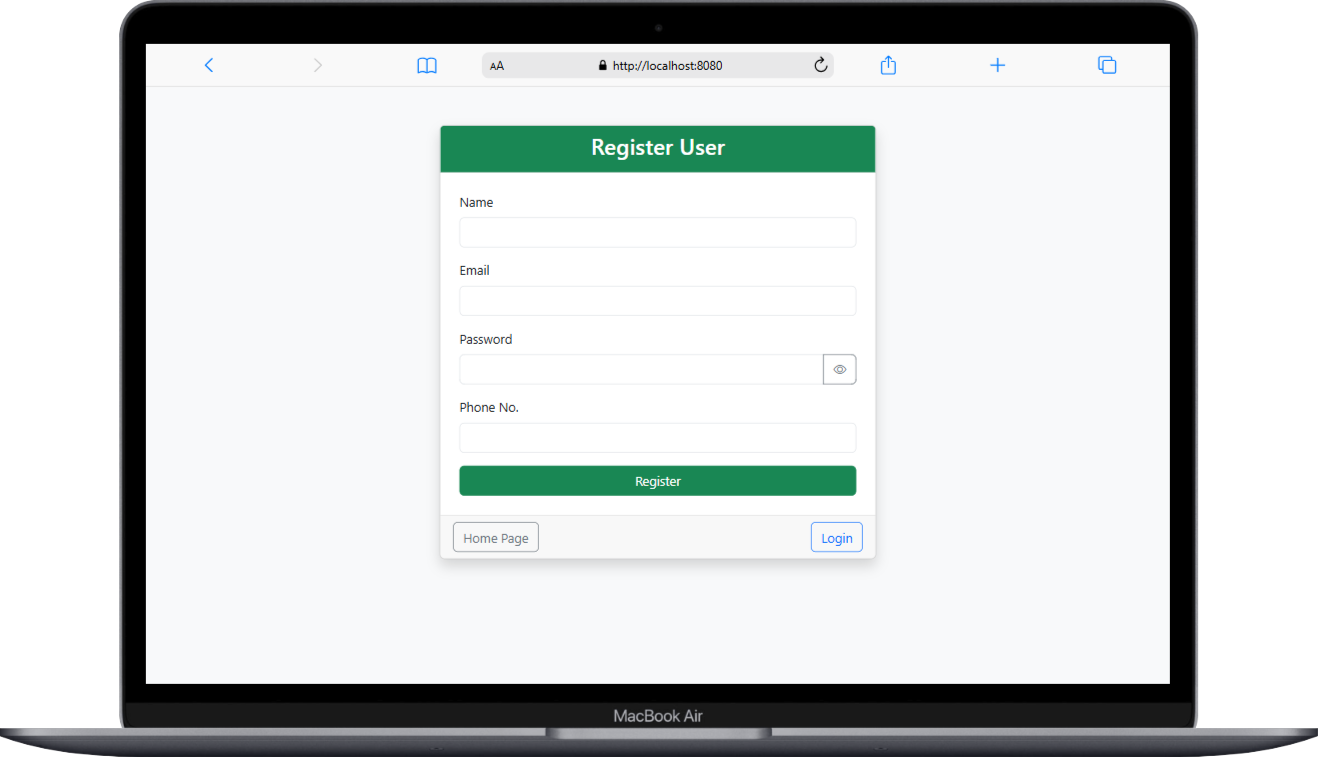 AA http://localhost:8080
Register User
Name
Email
Password
Phone No.
Register
Home Page Login
MacBook Air